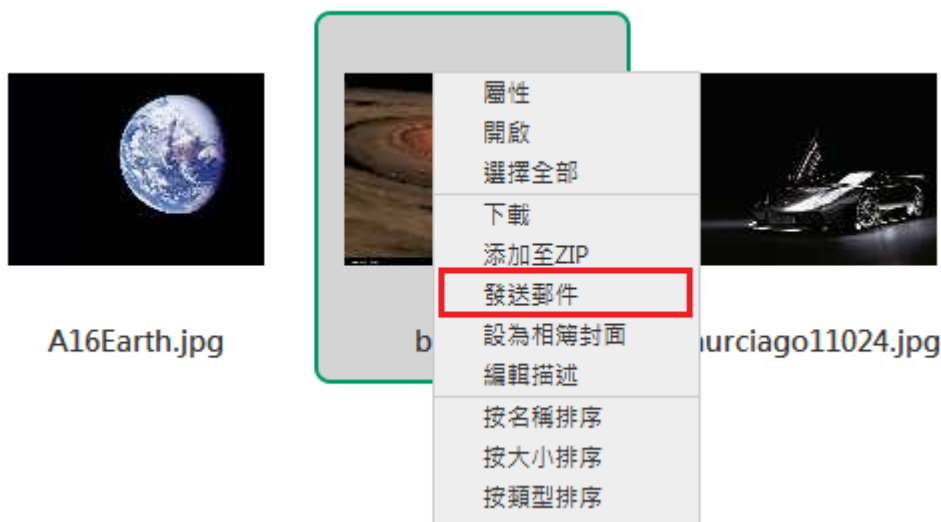 屬性
開啟
選擇全部
下載
添加至ZIP
發送郵件
設為相簿封面
編輯描述
按名稱排序
按大小排序
按類型排序
A16Earth.jpg
b
urciago11024.jpg